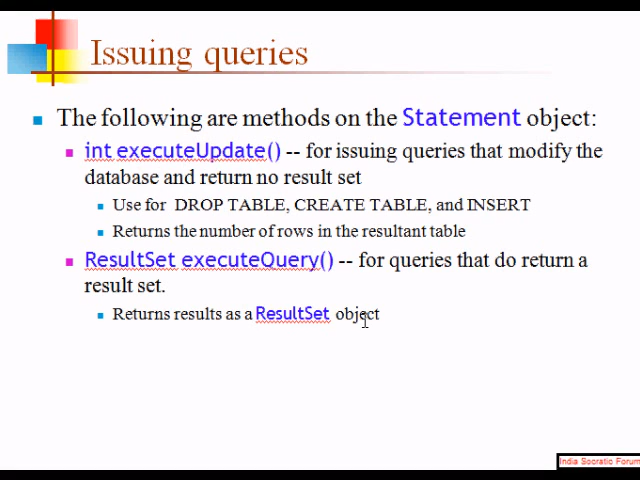 Issuing queries
The following are methods on the Statement object:
int executeUpdate() -- for issuing queries that modify the
database and return no result set
Use for DROP TABLE, CREATE TABLE, and INSERT
Returns the number of rows in the resultant table
ResultSet executeQuery() -- for queries that do return a
result set.
Returns results as a ResultSet object
India Socratic Forum